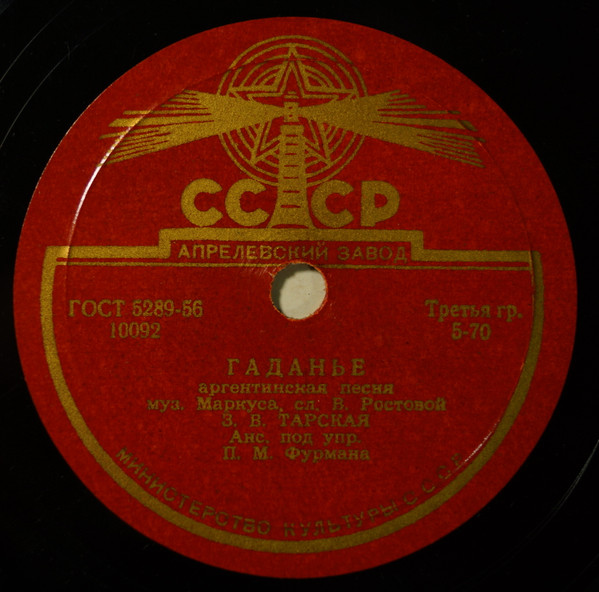 СССР
АПРЕЛЕВСКИЙ ЗАВОД
ГОСТ 5289-56
10092
Третья гр.
5-70
ГАДАНЬЕ
аргентинская песня
муз. Маркуса, сл. В. Ростовой
З. В. ТАРСКАЯ
Анс. под упр.
П. М. Фурмана
МИНИСТЕРСТВО КУЛЬТУРЫ СССР